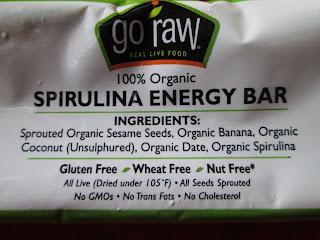 go raw
REAL LIVE FOOD
100% Organic
SPIRULINA ENERGY BAR
INGREDIENTS:
Sprouted Organic Sesame Seeds, Organic Banana, Organic
Coconut (Unsulphured), Organic Date, Organic Spirulina
Gluten Free Wheat Free Nut Free*
All Live (Dried under 105°F) • All Seeds Sprouted
No GMOs • No Trans Fats • No Cholesterol